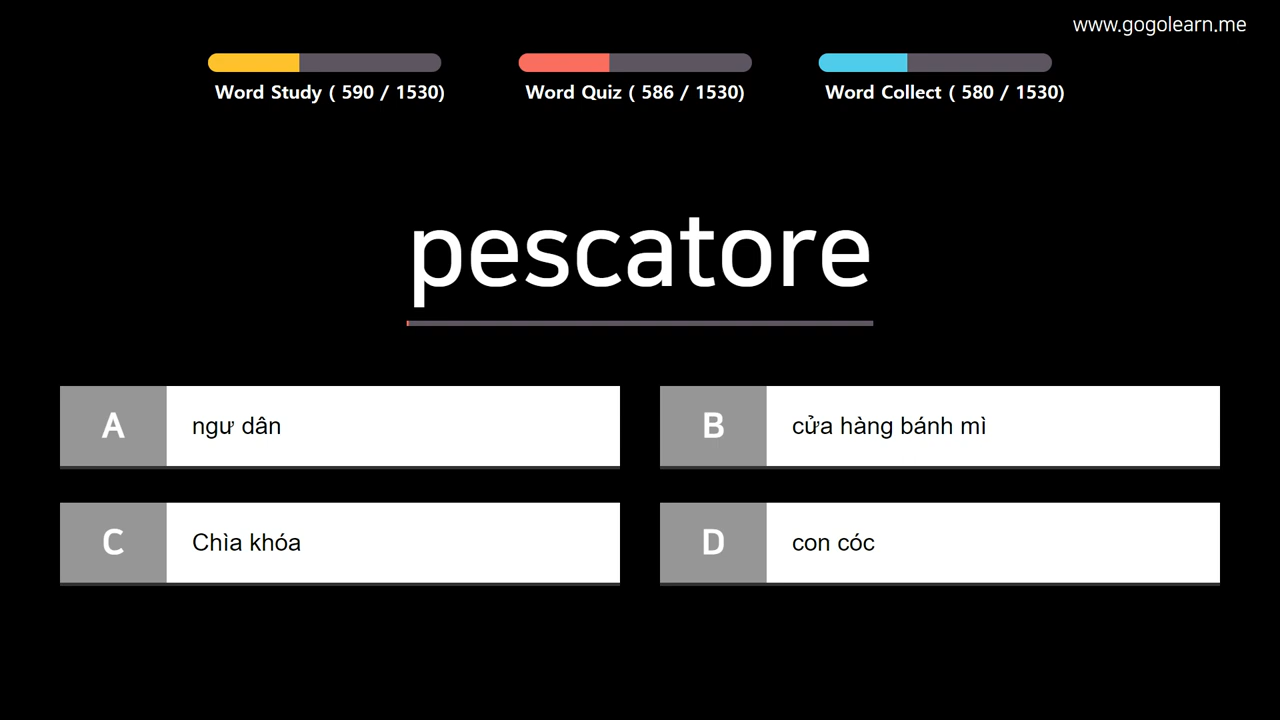 www.gogolearn.me
Word Study ( 590 / 1530)
Word Quiz ( 586 / 1530)
Word Collect ( 580 / 1530)
pescatore
A ngư dân
B cửa hàng bánh mì
C Chìa khóa
D con cóc